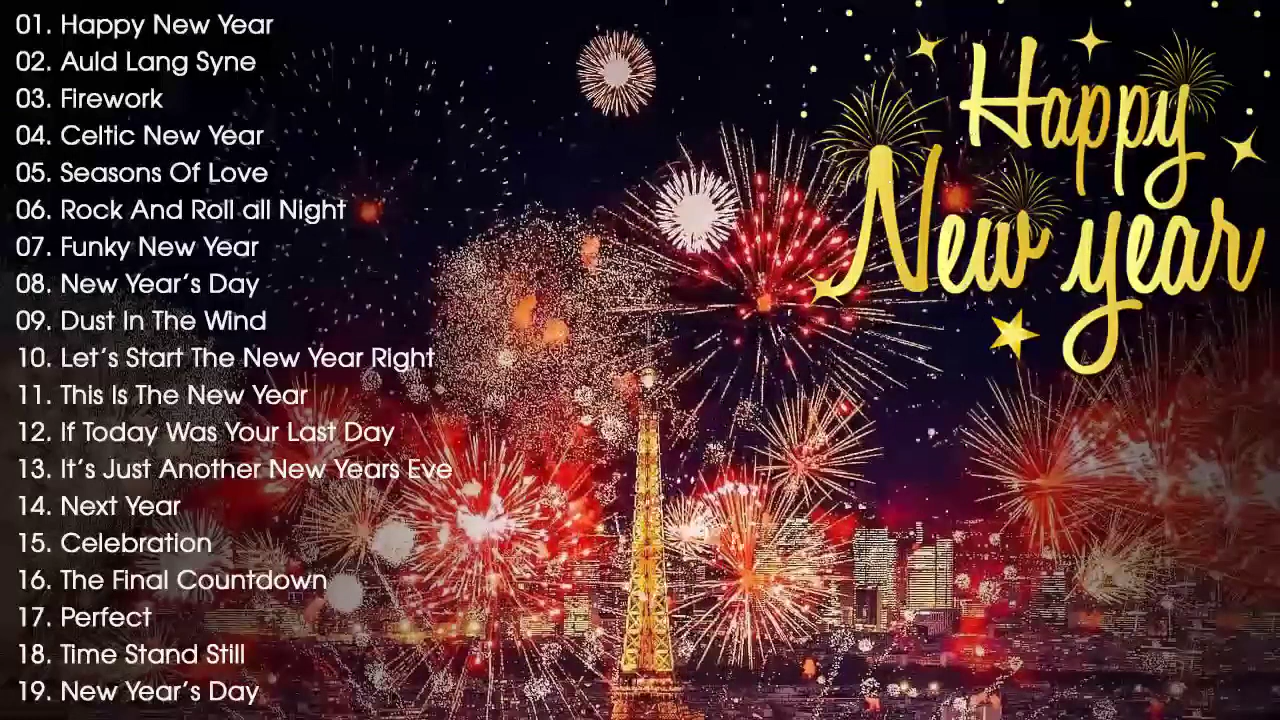 01. Happy New Year
02. Auld Lang Syne
03. Firework
04. Celtic New Year
05. Seasons Of Love
06. Rock And Roll all Night
07. Funky New Year
08. New Year’s Day
09. Dust In The Wind
10. Let’s Start The New Year Right
11. This Is The New Year
12. If Today Was Your Last Day
13. It’s Just Another New Years Eve
14. Next Year
15. Celebration
16. The Final Countdown
17. Perfect
18. Time Stand Still
19. New Year’s Day
Happy
New year